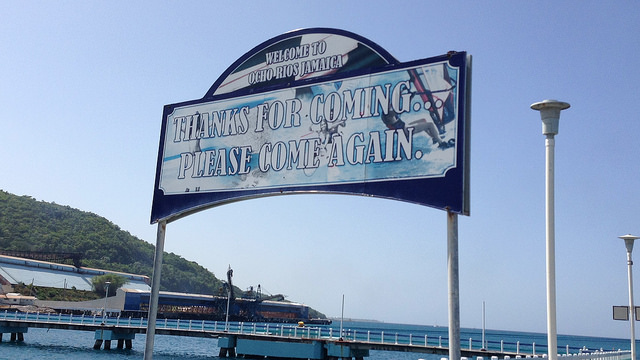 WELCOME TO
OCHO RIOS JAMAICA
THANKS FOR COMING...
PLEASE COME AGAIN.